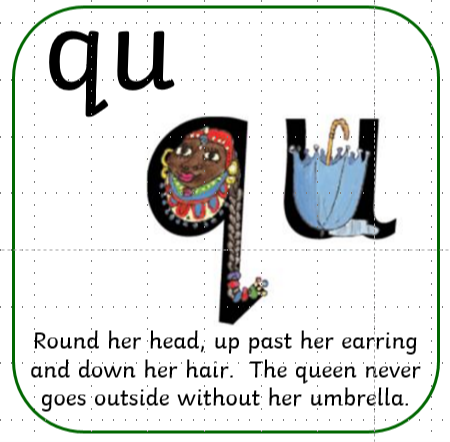 qu
qu
Round her head, up past her earring
and down her hair. The queen never
goes outside without her umbrella.